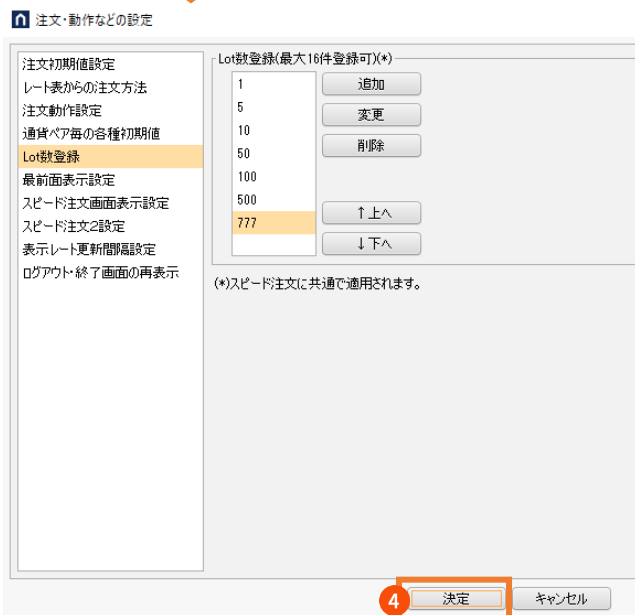 注文・動作などの設定
注文初期値設定
レート表からの注文方法
注文動作設定
通貨ペア毎の各種初期値
Lot数登録
最前面表示設定
スピード注文画面表示設定
スピード注文2設定
表示レート更新間隔設定
ログアウト・終了画面の再表示
Lot数登録(最大16件登録可)(*)
1
5
10
50
100
500
777
追加
変更
削除
↑上へ
↓下へ
(*)スピード注文に共通で適用されます。
4
決定
キャンセル